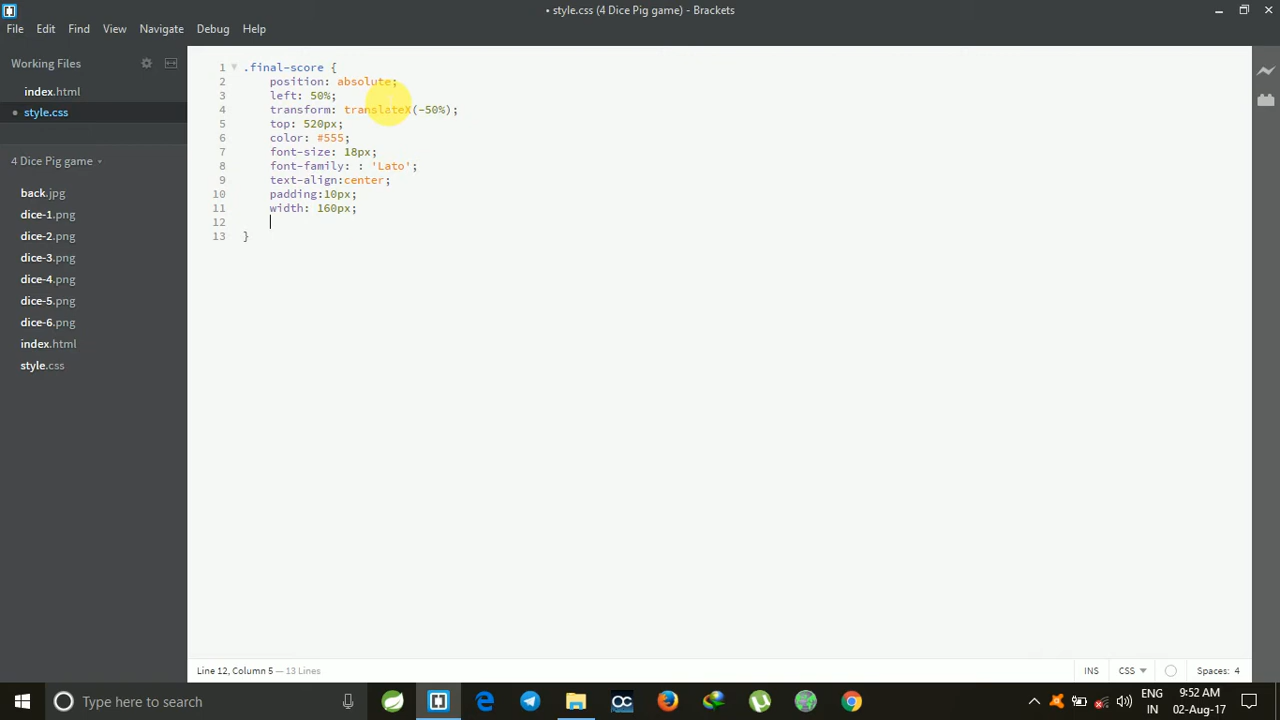 • style.css (4 Dice Pig game) - Brackets
File Edit Find View Navigate Debug Help
Working Files
index.html
style.css
4 Dice Pig game
back.jpg
dice-1.png
dice-2.png
dice-3.png
dice-4.png
dice-5.png
dice-6.png
index.html
style.css
1 .final-score {
2 position: absolute;
3 left: 50%;
4 transform: translateX(-50%);
5 top: 520px;
6 color: #555;
7 font-size: 18px;
8 font-family: : 'Lato';
9 text-align:center;
10 padding:10px;
11 width: 160px;
12
13 }
Line 12, Column 5 — 13 Lines
INS CSS Spaces: 4
Type here to search
OC
ENG 9:52 AM
IN 02-Aug-17